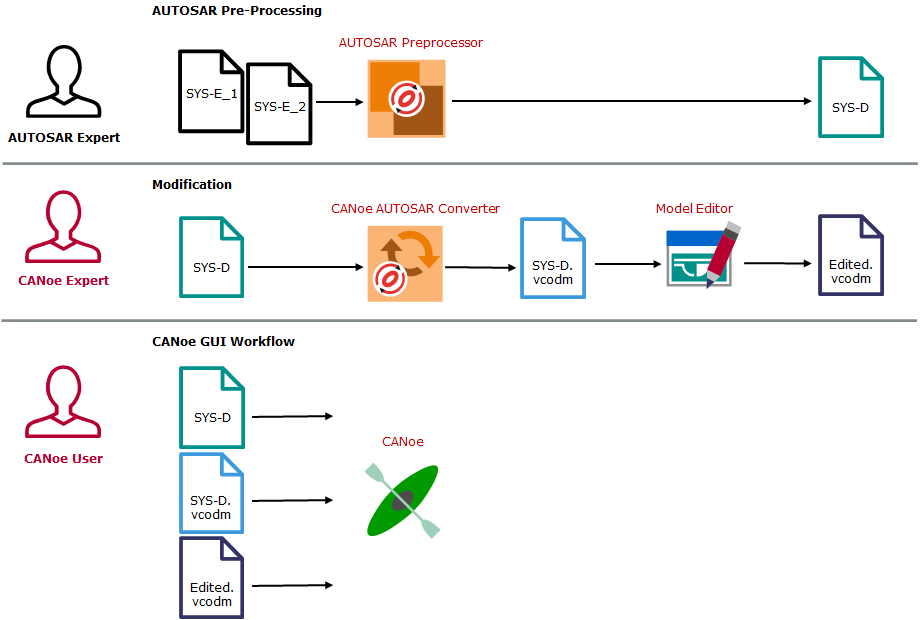 AUTOSAR Pre-Processing
AUTOSAR Preprocessor
SYS-E_1
SYS-E_2
SYS-D
AUTOSAR Expert
Modification
CANoe AUTOSAR Converter
Model Editor
SYS-D
SYS-D.
vcodm
Edited.
vcodm
CANoe Expert
CANoe GUI Workflow
SYS-D
CANoe
CANoe User
SYS-D.
vcodm
Edited.
vcodm